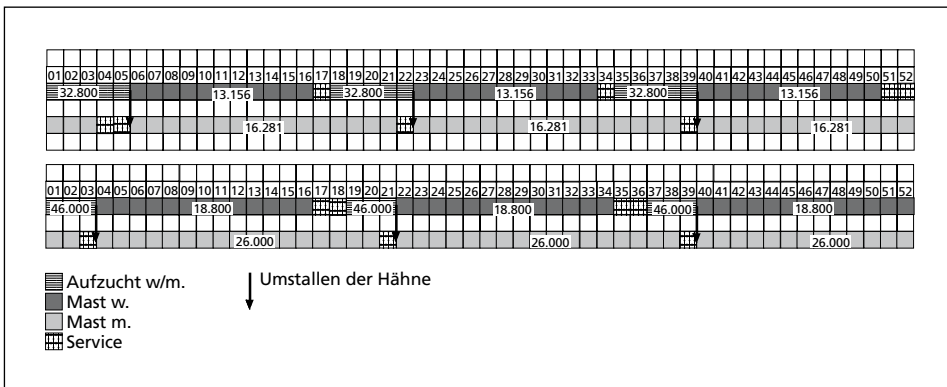 01 02 03 04 05 06 07 08 09 10 11 12 13 14 15 16 17 18 19 20 21 22 23 24 25 26 27 28 29 30 31 32 33 34 35 36 37 38 39 40 41 42 43 44 45 46 47 48 49 50 51 52
32.800 13.156 32.800 13.156 32.800 13.156
16.281 16.281 16.281
01 02 03 04 05 06 07 08 09 10 11 12 13 14 15 16 17 18 19 20 21 22 23 24 25 26 27 28 29 30 31 32 33 34 35 36 37 38 39 40 41 42 43 44 45 46 47 48 49 50 51 52
46.000 18.800 46.000 18.800 46.000 18.800
26.000 26.000 26.000
Aufzucht w/m. Umstallen der Hähne
Mast w.
Mast m.
Service